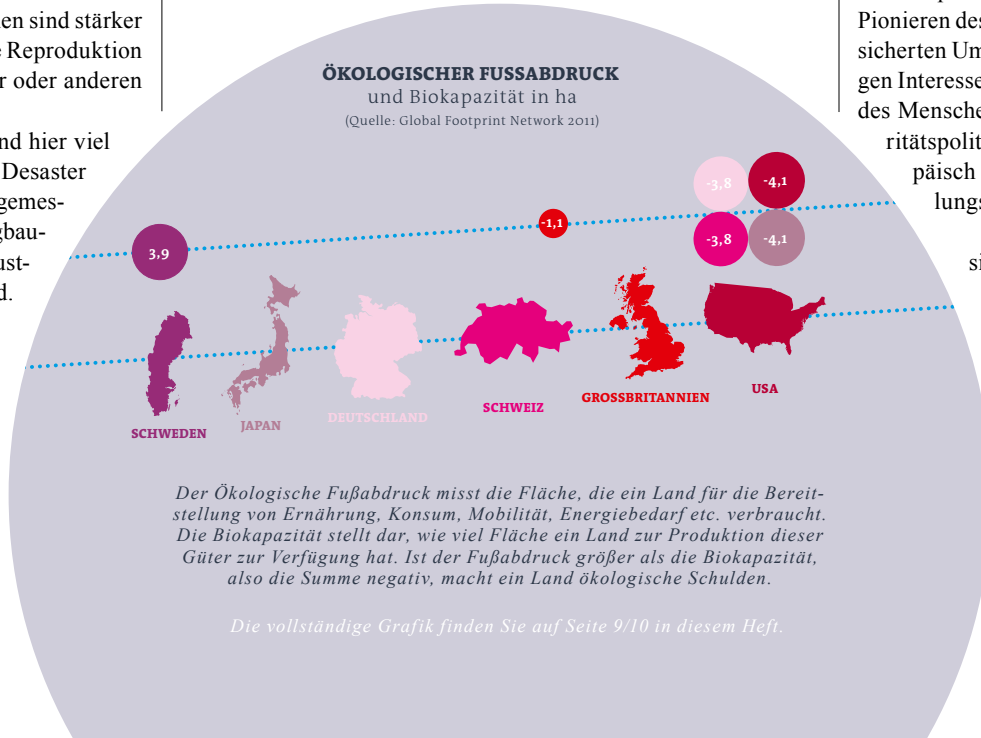 en sind stärker
Reproduktion
r oder anderen
nd hier viel
Desaster
gemes-
gbau-
ust-
d.
Pionieren des
sicherten Um
gen Interesse
des Mensche
ritätspolit
päisch
lungs
si
ÖKOLOGISCHER FUSSABDRUCK
und Biokapazität in ha
(Quelle: Global Footprint Network 2011)
-3,8 -4,1
3,9 -1,1 -3,8 -4,1
SCHWEDEN JAPAN DEUTSCHLAND SCHWEIZ GROSSBRITANNIEN USA
Der Ökologische Fußabdruck misst die Fläche, die ein Land für die Bereit-
stellung von Ernährung, Konsum, Mobilität, Energiebedarf etc. verbraucht.
Die Biokapazität stellt dar, wie viel Fläche ein Land zur Produktion dieser
Güter zur Verfügung hat. Ist der Fußabdruck größer als die Biokapazität,
also die Summe negativ, macht ein Land ökologische Schulden.
Die vollständige Grafik finden Sie auf Seite 9/10 in diesem Heft.